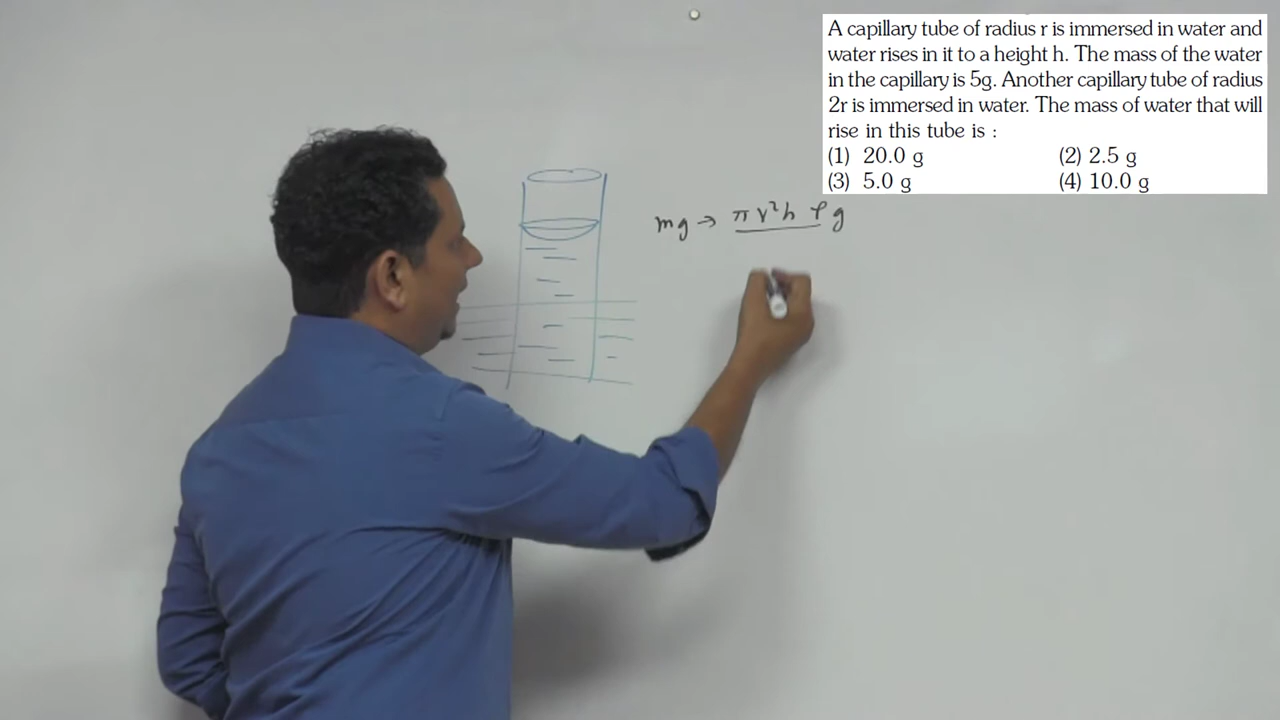 A capillary tube of radius r is immersed in water and
water rises in it to a height h. The mass of the water
in the capillary is 5g. Another capillary tube of radius
2r is immersed in water. The mass of water that will
rise in this tube is :
(1) 20.0 g (2) 2.5 g
(3) 5.0 g (4) 10.0 g
mg → π r² h ρ g